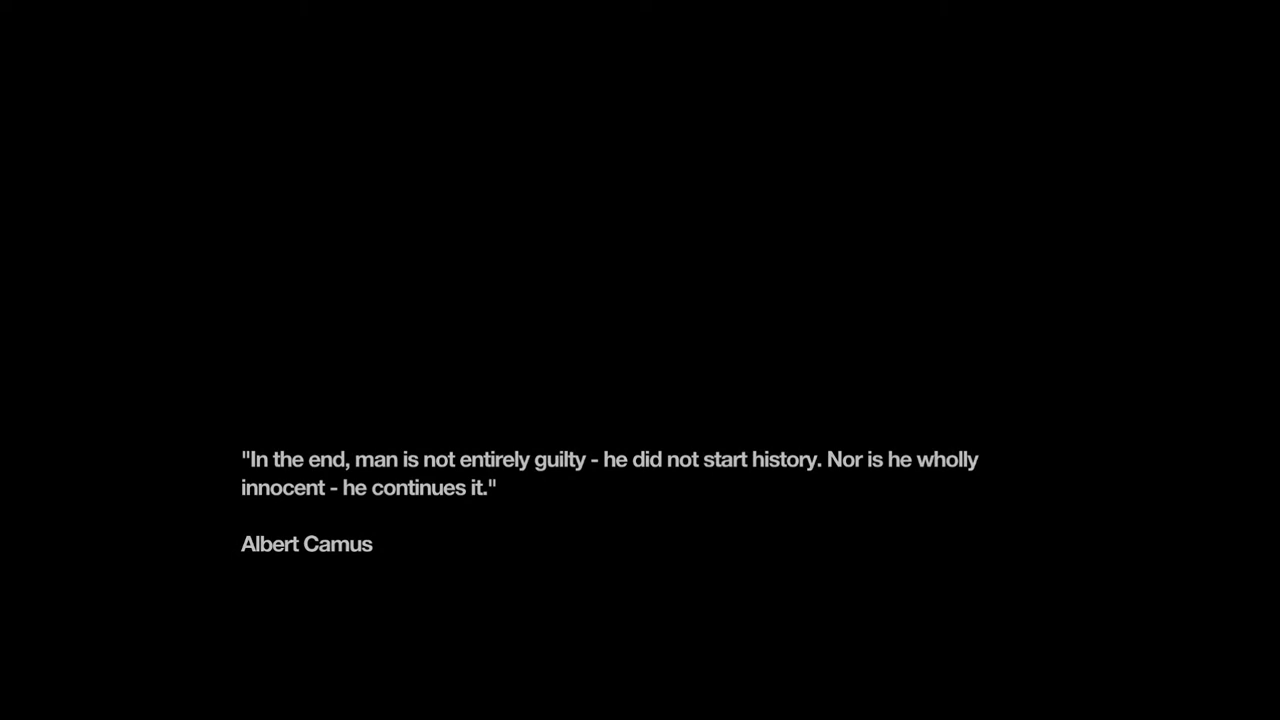 "In the end, man is not entirely guilty - he did not start history. Nor is he wholly
innocent - he continues it."
Albert Camus